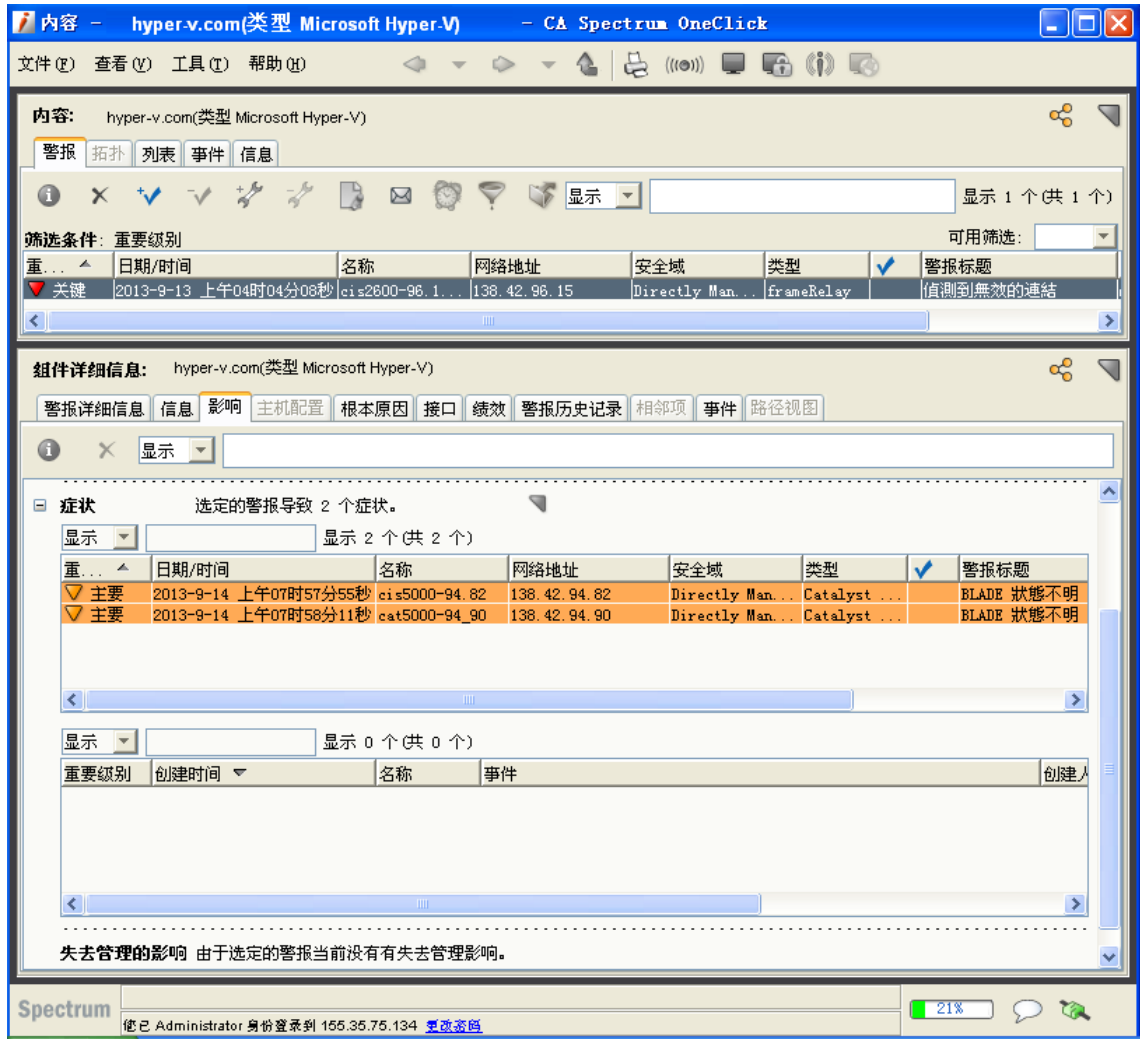 内容 - hyper-v.com(类型 Microsoft Hyper-V) - CA Spectrum OneClick
文件(F) 查看(V) 工具(T) 帮助(H)
内容: hyper-v.com(类型 Microsoft Hyper-V)
警报 拓扑 列表 事件 信息
显示 显示 1 个(共 1 个)
筛选条件: 重要级别 可用筛选:
重... 日期/时间 名称 网络地址 安全域 类型 警报标题
关键 2013-9-13 上午04时04分08秒 cis2600-96.1... 138.42.96.15 Directly Man... frameRelay 偵測到無效的連結
组件详细信息: hyper-v.com(类型 Microsoft Hyper-V)
警报详细信息 信息 影响 主机配置 根本原因 接口 绩效 警报历史记录 相邻项 事件 路径视图
显示
症状 选定的警报导致 2 个症状。
显示 显示 2 个(共 2 个)
重... 日期/时间 名称 网络地址 安全域 类型 警报标题
主要 2013-9-14 上午07时57分55秒 cis5000-94.82 138.42.94.82 Directly Man... Catalyst ... BLADE 狀態不明
主要 2013-9-14 上午07时58分11秒 cat5000-94_90 138.42.94.90 Directly Man... Catalyst ... BLADE 狀態不明
显示 显示 0 个(共 0 个)
重要级别 创建时间 名称 事件 创建人
失去管理的影响 由于选定的警报当前没有有失去管理影响。
Spectrum 21%
您已 Administrator 身份登录到 155.35.75.134 更改密码